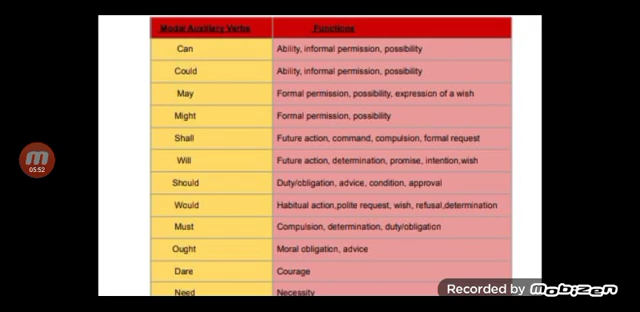 Modal Auxiliary Verbs Functions
Can Ability, informal permission, possibility
Could Ability, informal permission, possibility
May Formal permission, possibility, expression of a wish
Might Formal permission, possibility
Shall Future action, command, compulsion, formal request
Will Future action, determination, promise, intention,wish
Should Duty/obligation, advice, condition, approval
Would Habitual action,polite request, wish, refusal,determination
Must Compulsion, determination, duty/obligation
Ought Moral obligation, advice
Dare Courage
Need Necessity
05:52
Recorded by Mobizen